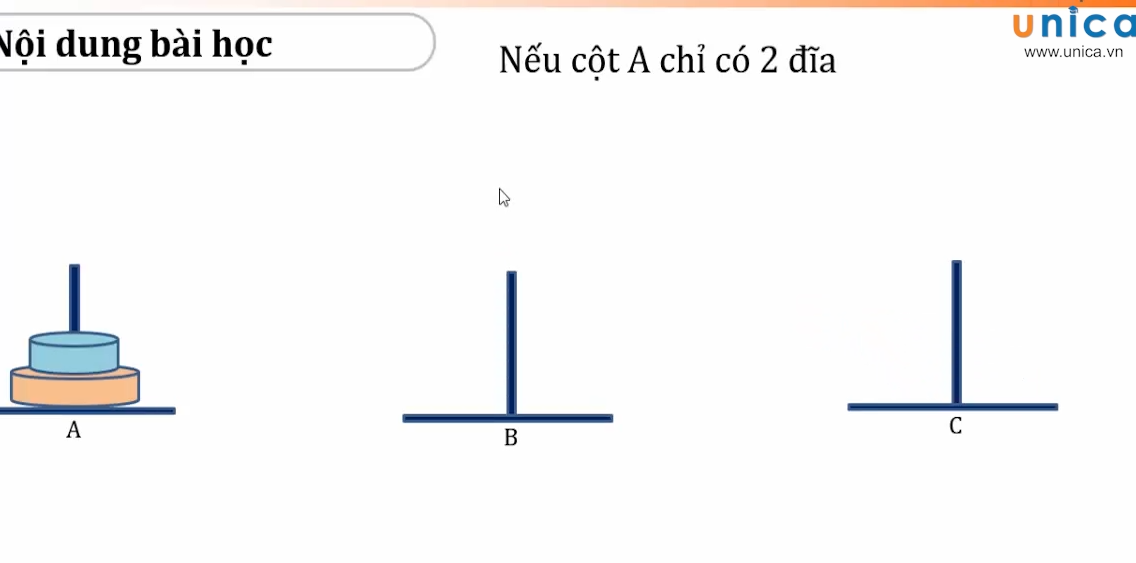 Nội dung bài học
Nếu cột A chỉ có 2 đĩa
unica
www.unica.vn
A
B
C